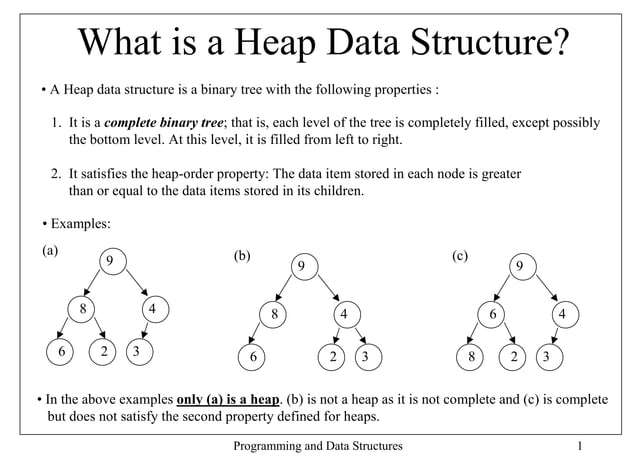 What is a Heap Data Structure?
• A Heap data structure is a binary tree with the following properties :
1. It is a complete binary tree; that is, each level of the tree is completely filled, except possibly
the bottom level. At this level, it is filled from left to right.
2. It satisfies the heap-order property: The data item stored in each node is greater
than or equal to the data items stored in its children.
• Examples:
(a)
9
8 4
6 2 3
(b)
9
8 4
6 2 3
(c)
9
6 4
8 2 3
• In the above examples only (a) is a heap. (b) is not a heap as it is not complete and (c) is complete
but does not satisfy the second property defined for heaps.
Programming and Data Structures 1